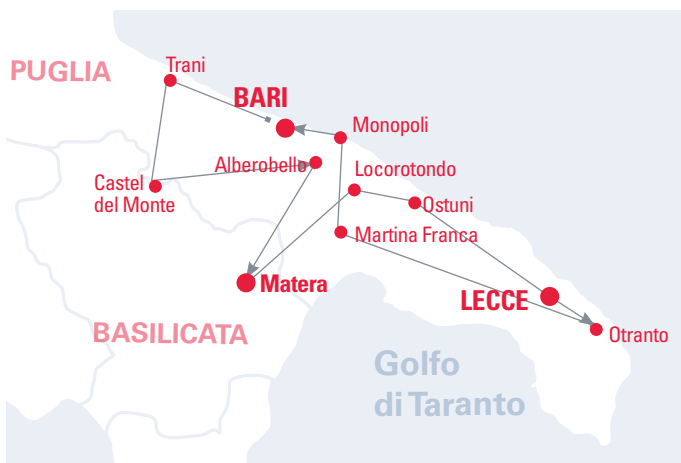 Trani
PUGLIA
BARI
Monopoli
Alberobello
Locorotondo
Castel
del Monte
Ostuni
Martina Franca
Matera
LECCE
BASILICATA
Otranto
Golfo
di Taranto